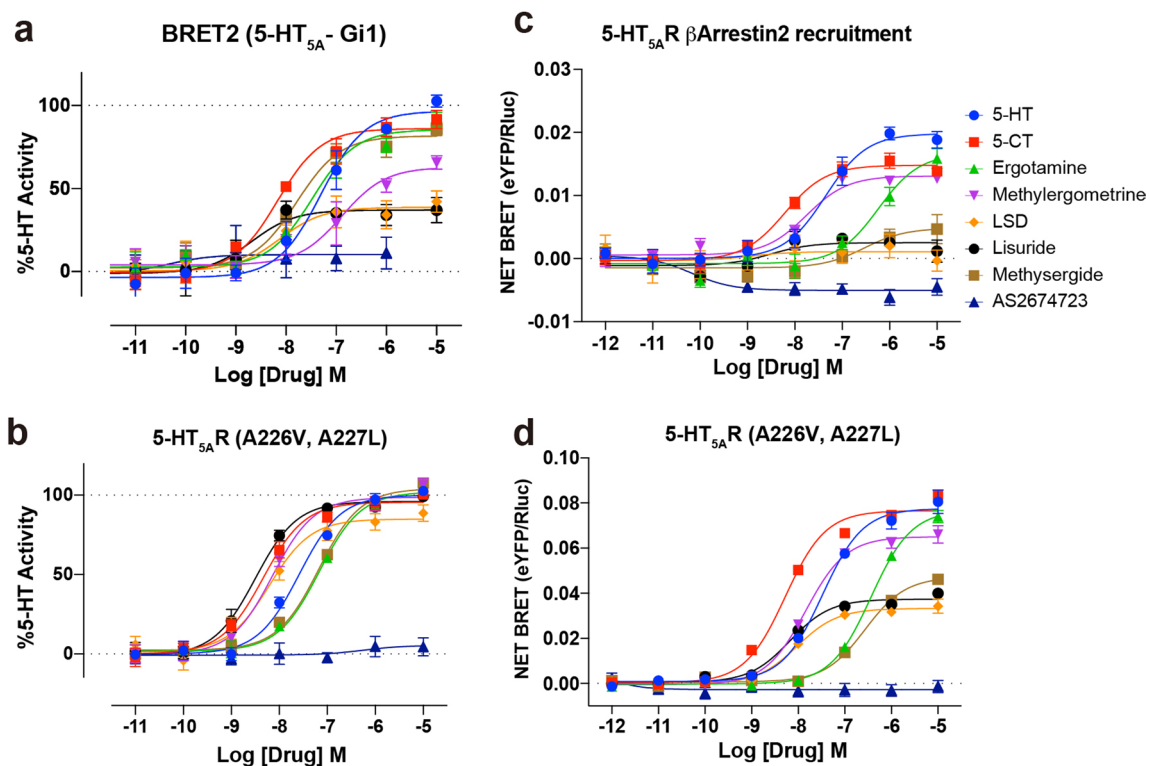 a
BRET2 (5-HT5A- Gi1)
%5-HT Activity
100
50
0
-11 -10 -9 -8 -7 -6 -5
Log [Drug] M
b
5-HT5AR (A226V, A227L)
%5-HT Activity
100
50
0
-11 -10 -9 -8 -7 -6 -5
Log [Drug] M
c
5-HT5AR βArrestin2 recruitment
NET BRET (eYFP/Rluc)
0.03
0.02
0.01
0.00
-0.01
-12 -11 -10 -9 -8 -7 -6 -5
Log [Drug] M
5-HT
5-CT
Ergotamine
Methylergometrine
LSD
Lisuride
Methysergide
AS2674723
d
5-HT5AR (A226V, A227L)
NET BRET (eYFP/Rluc)
0.10
0.08
0.06
0.04
0.02
0.00
-12 -11 -10 -9 -8 -7 -6 -5
Log [Drug] M